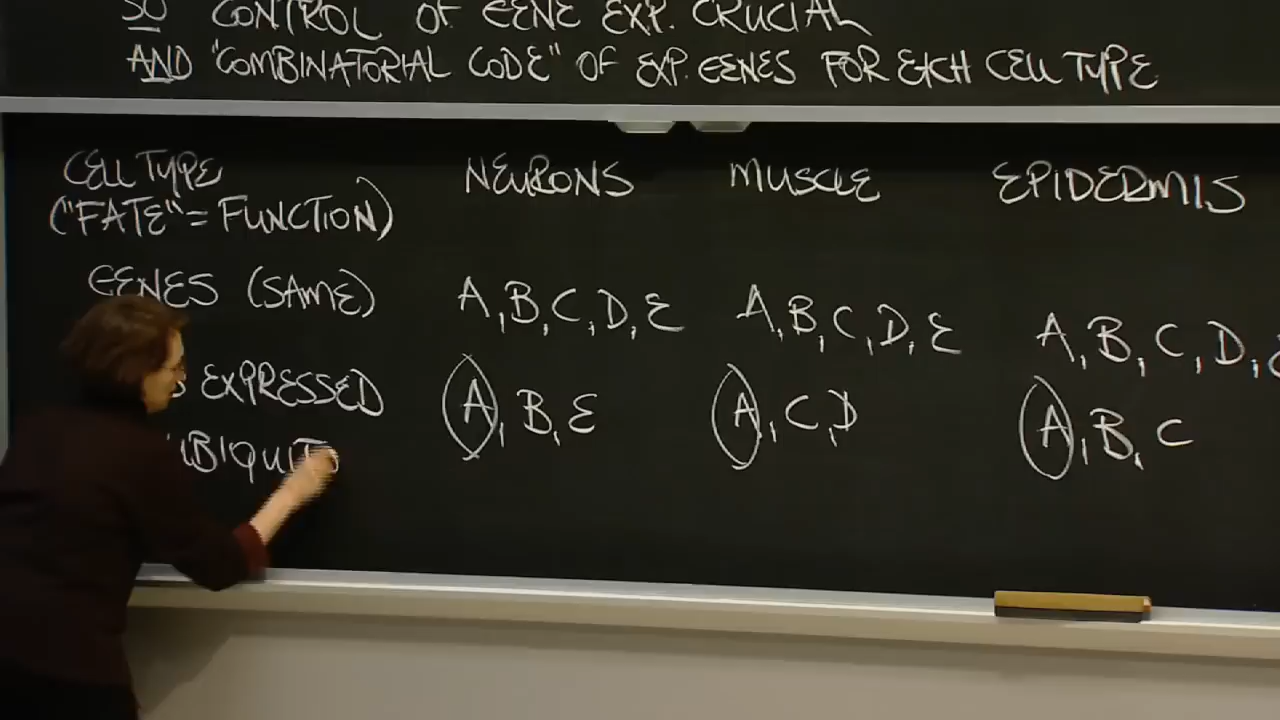 SO CONTROL OF GENE EXP. CRUCIAL
AND "COMBINATORIAL CODE" OF EXP. GENES FOR EACH CELL TYPE
CELL TYPE NEURONS MUSCLE EPIDERMIS
("FATE" = FUNCTION)
GENES (SAME) A, B, C, D, E A, B, C, D, E A, B, C, D, E
EXPRESSED A, B, E A, C, D A, B, C